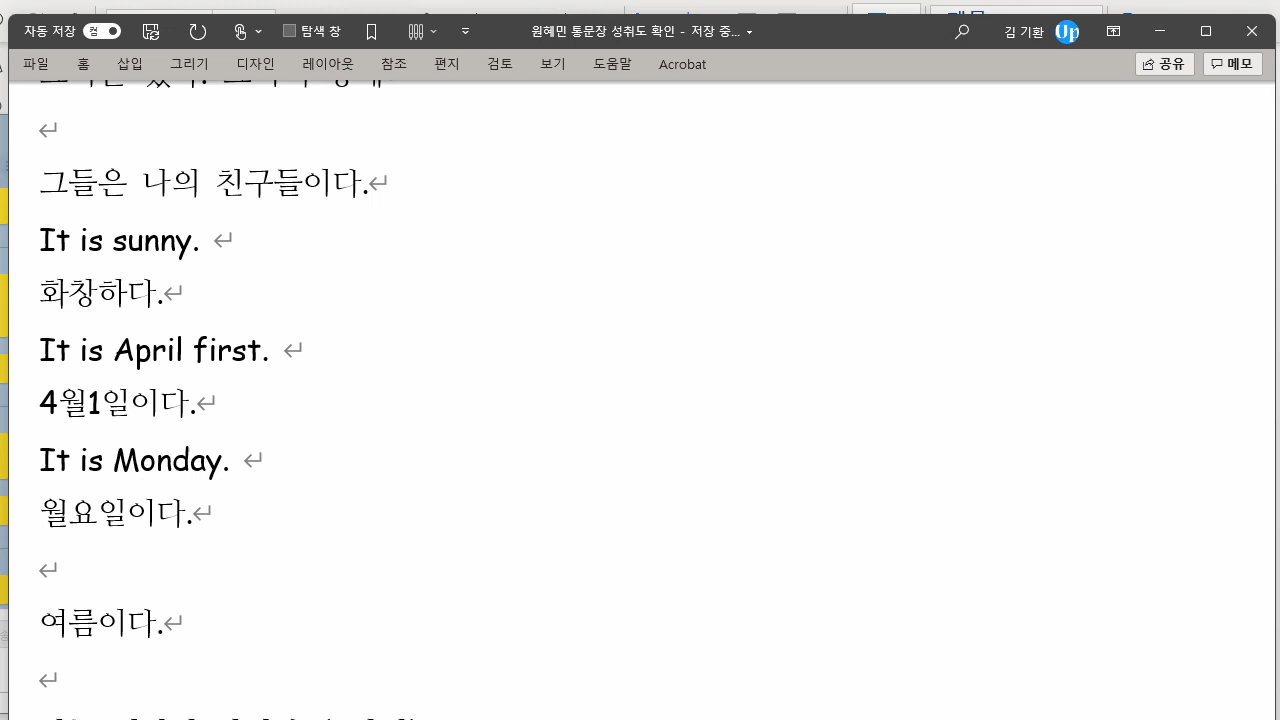 자동 저장 컴 탐색 창 원혜민 통문장 성취도 확인 - 저장 중... 김 기환 Up
파일 홈 삽입 그리기 디자인 레이아웃 참조 편지 검토 보기 도움말 Acrobat 공유 메모
그들은 나의 친구들이다.
It is sunny.
화창하다.
It is April first.
4월1일이다.
It is Monday.
월요일이다.
여름이다.